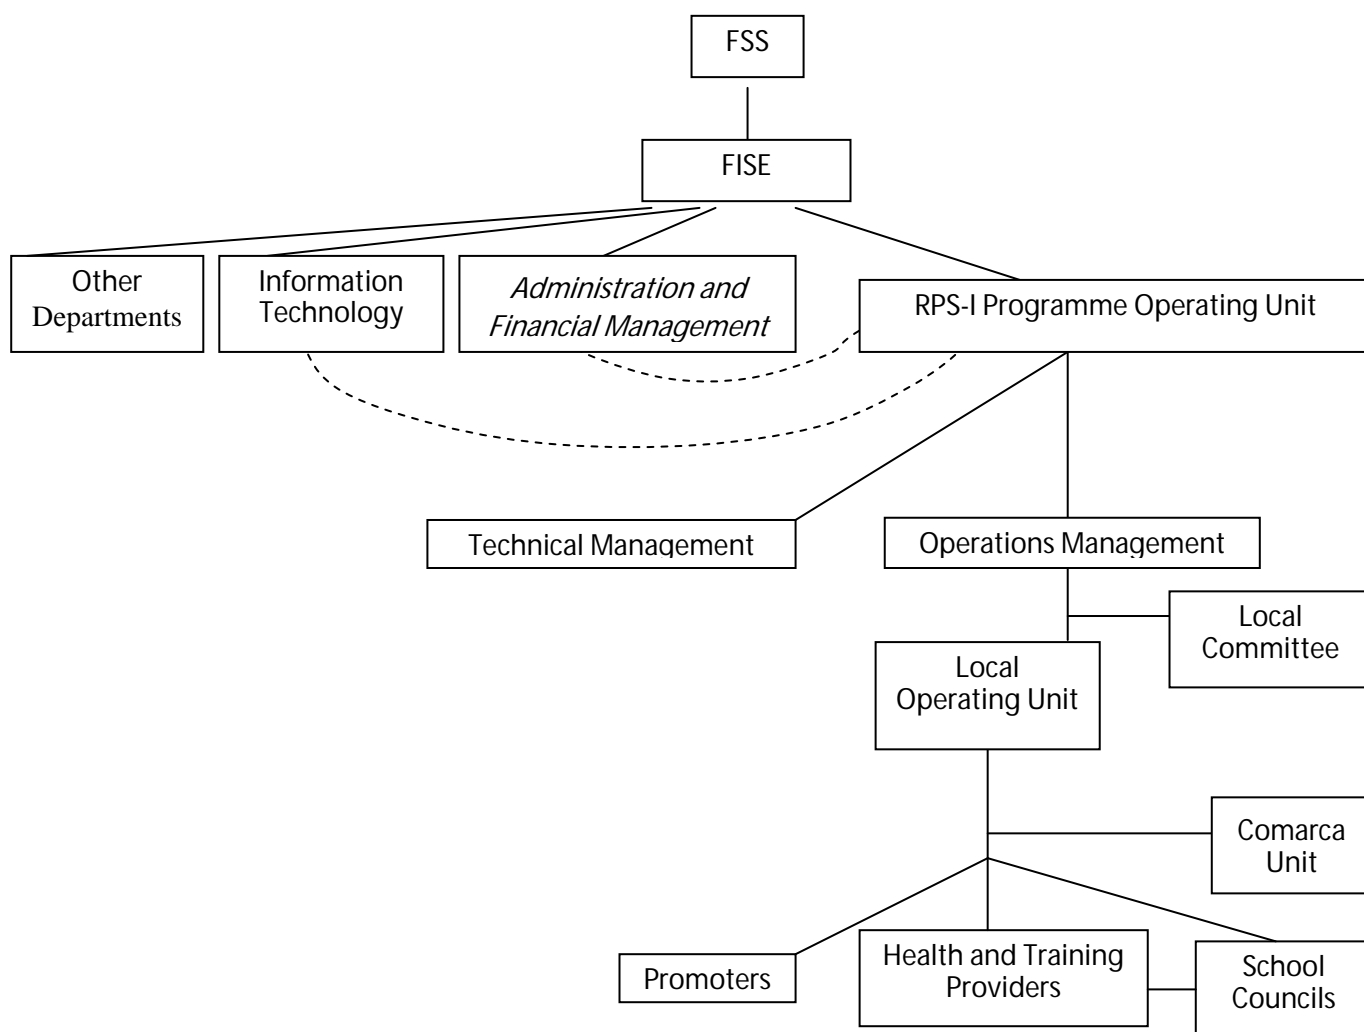 FSS
FISE
Other
Departments
Information
Technology
Administration and
Financial Management
RPS-I Programme Operating Unit
Technical Management
Operations Management
Local
Committee
Local
Operating Unit
Comarca
Unit
Promoters
Health and Training
Providers
School
Councils